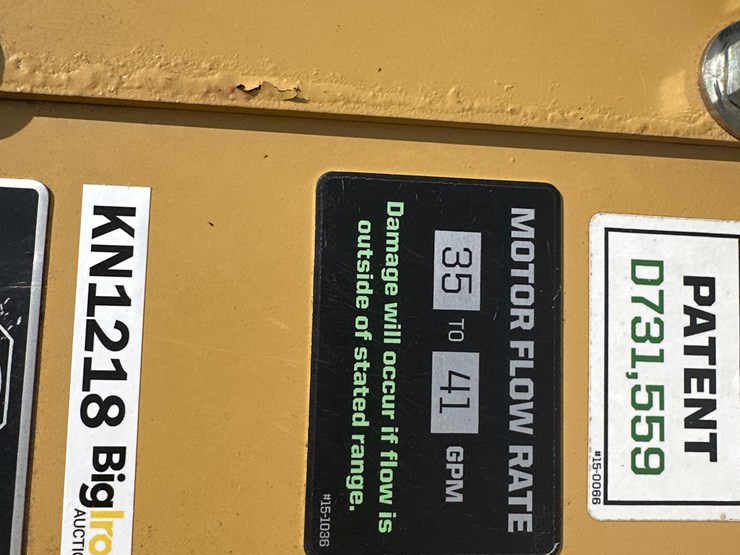 PATENT
D731,559
#15-0066
MOTOR FLOW RATE
35 TO 41 GPM
Damage will occur if flow is
outside of stated range.
#15-1036
KN1218 BigIro
AUCTI